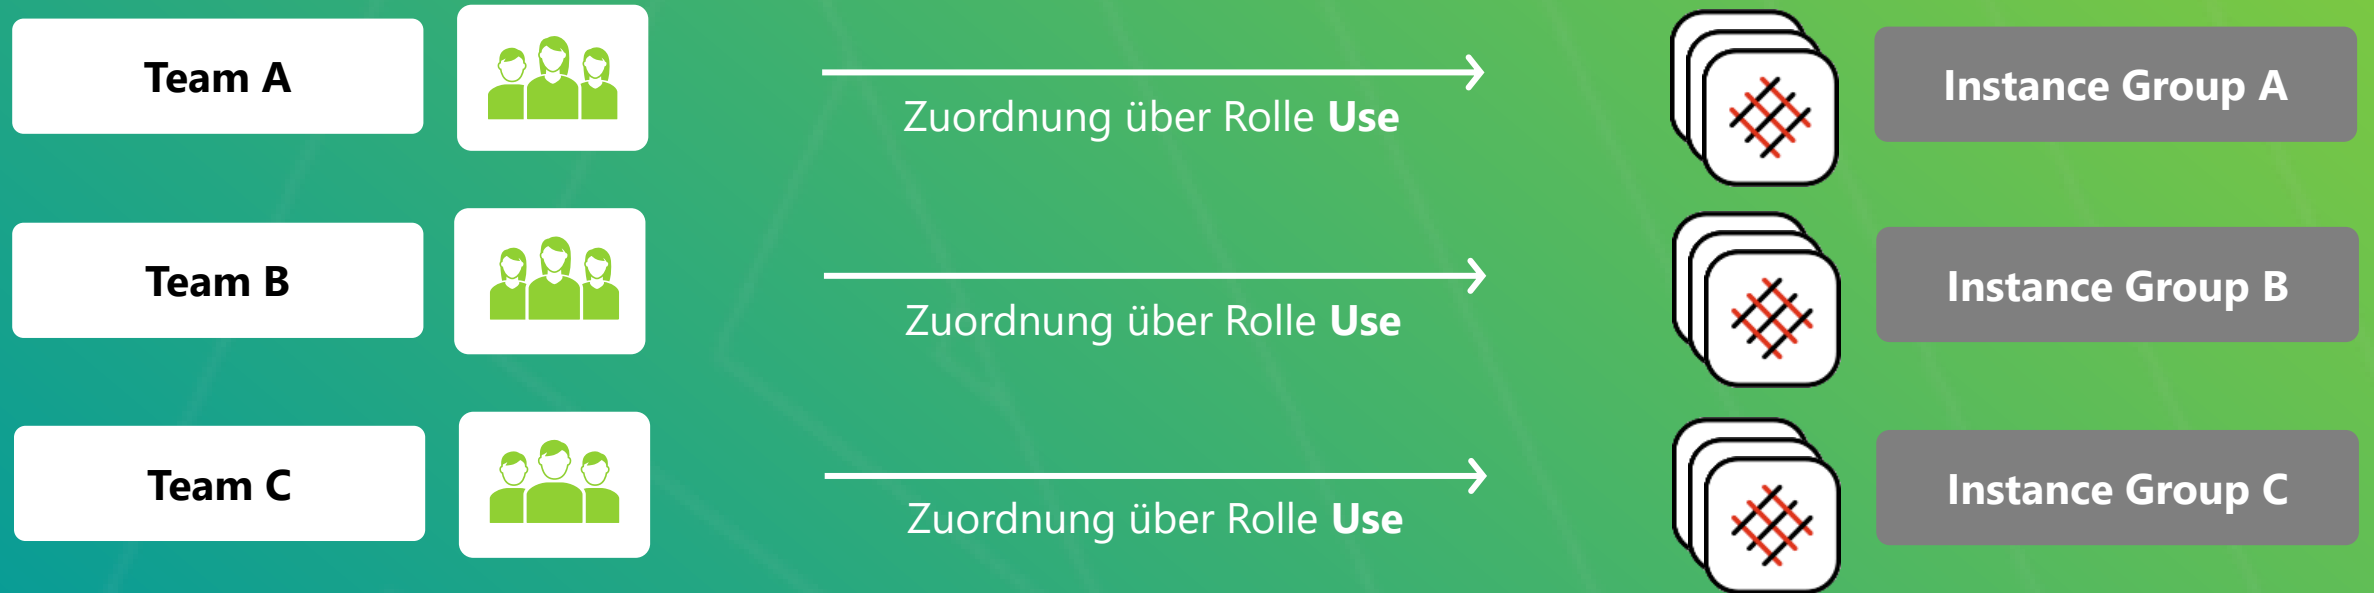 Team A
Zuordnung über Rolle Use
Instance Group A
Team B
Zuordnung über Rolle Use
Instance Group B
Team C
Zuordnung über Rolle Use
Instance Group C